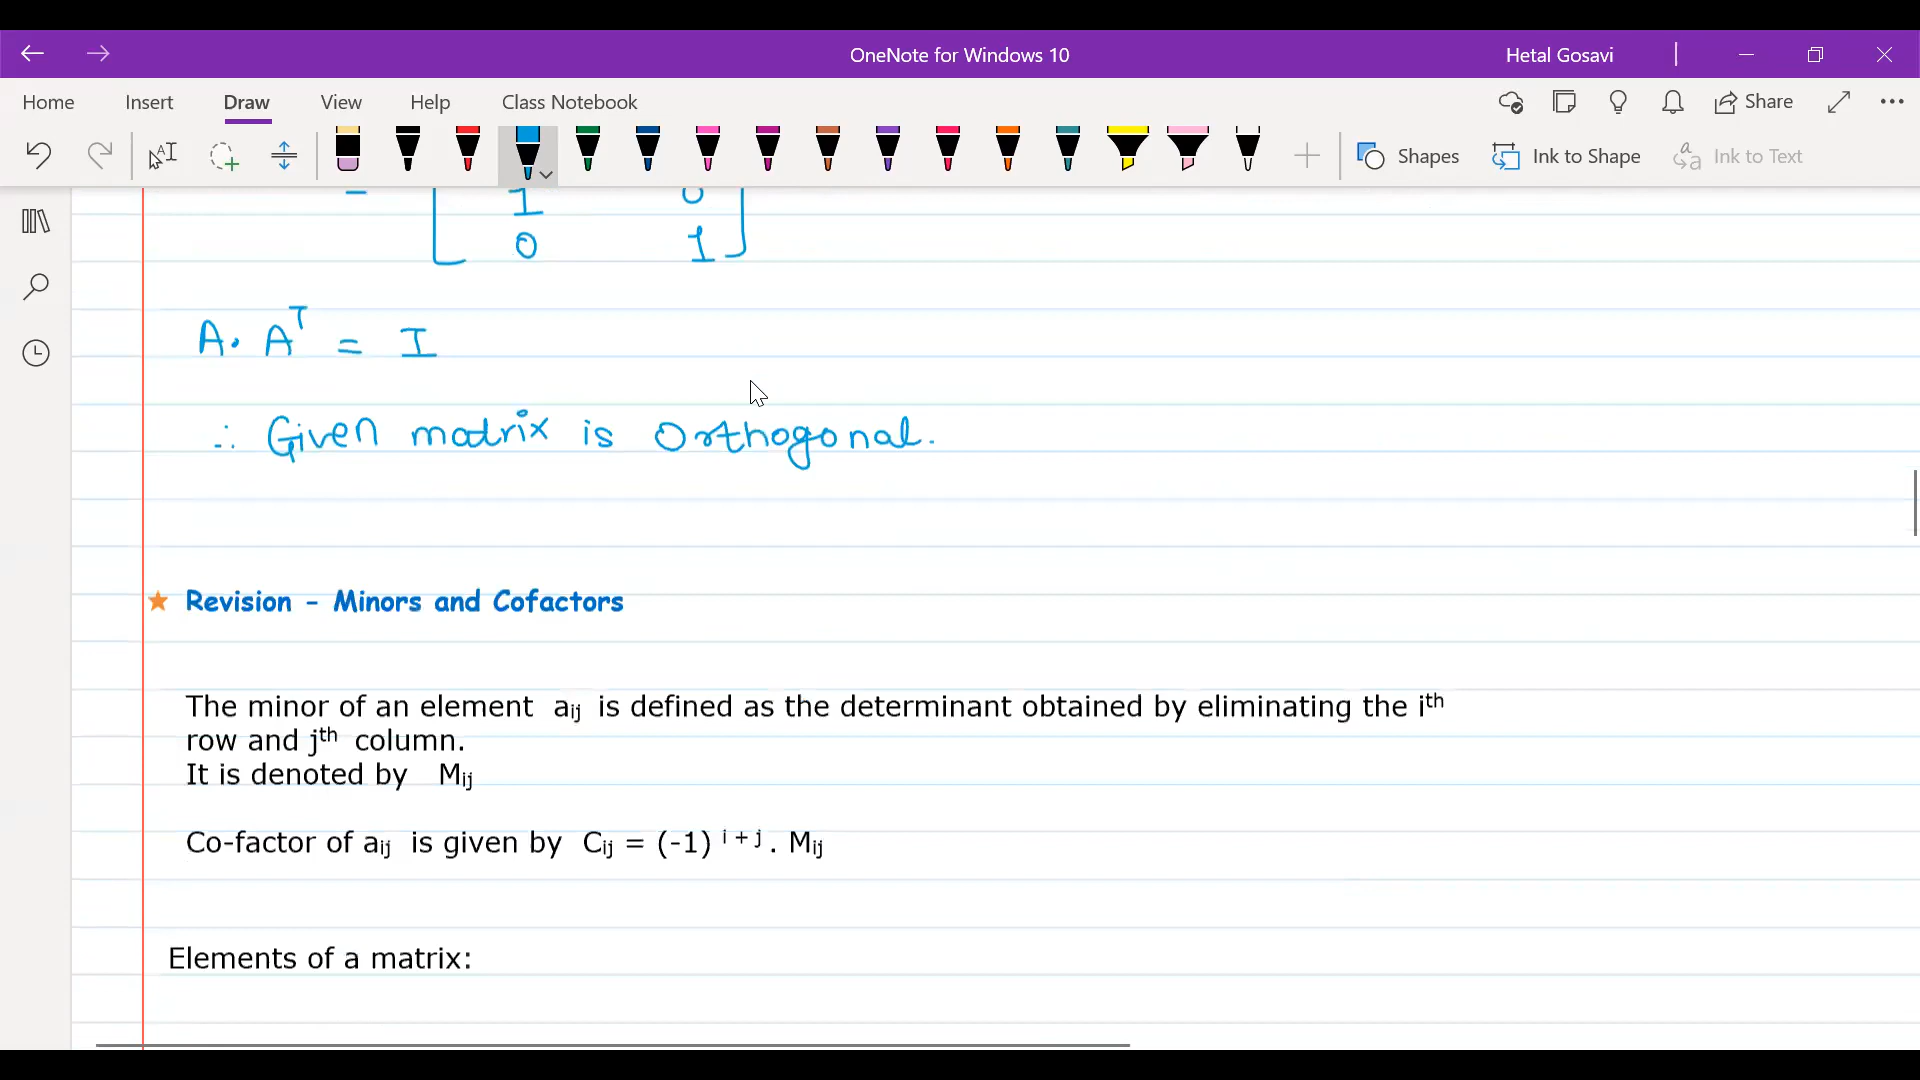 OneNote for Windows 10
Hetal Gosavi
Home Insert Draw View Help Class Notebook Share
Shapes Ink to Shape Ink to Text
= 1 0
0 1
A. Aᵀ = I
∴ Given matrix is Orthogonal.
Revision - Minors and Cofactors
The minor of an element aij is defined as the determinant obtained by eliminating the ith
row and jth column.
It is denoted by Mij
Co-factor of aij is given by Cij = (-1) i + j . Mij
Elements of a matrix: